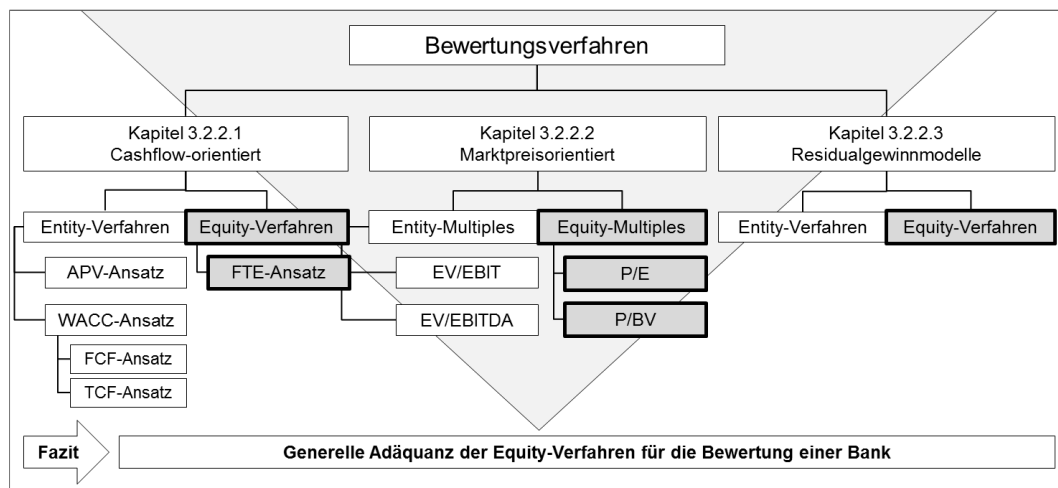 Bewertungsverfahren
Kapitel 3.2.2.1
Cashflow-orientiert
Kapitel 3.2.2.2
Marktpreisorientiert
Kapitel 3.2.2.3
Residualgewinnmodelle
Entity-Verfahren
Equity-Verfahren
Entity-Multiples
Equity-Multiples
Entity-Verfahren
Equity-Verfahren
APV-Ansatz
FTE-Ansatz
EV/EBIT
P/E
WACC-Ansatz
EV/EBITDA
P/BV
FCF-Ansatz
TCF-Ansatz
Fazit
Generelle Adäquanz der Equity-Verfahren für die Bewertung einer Bank